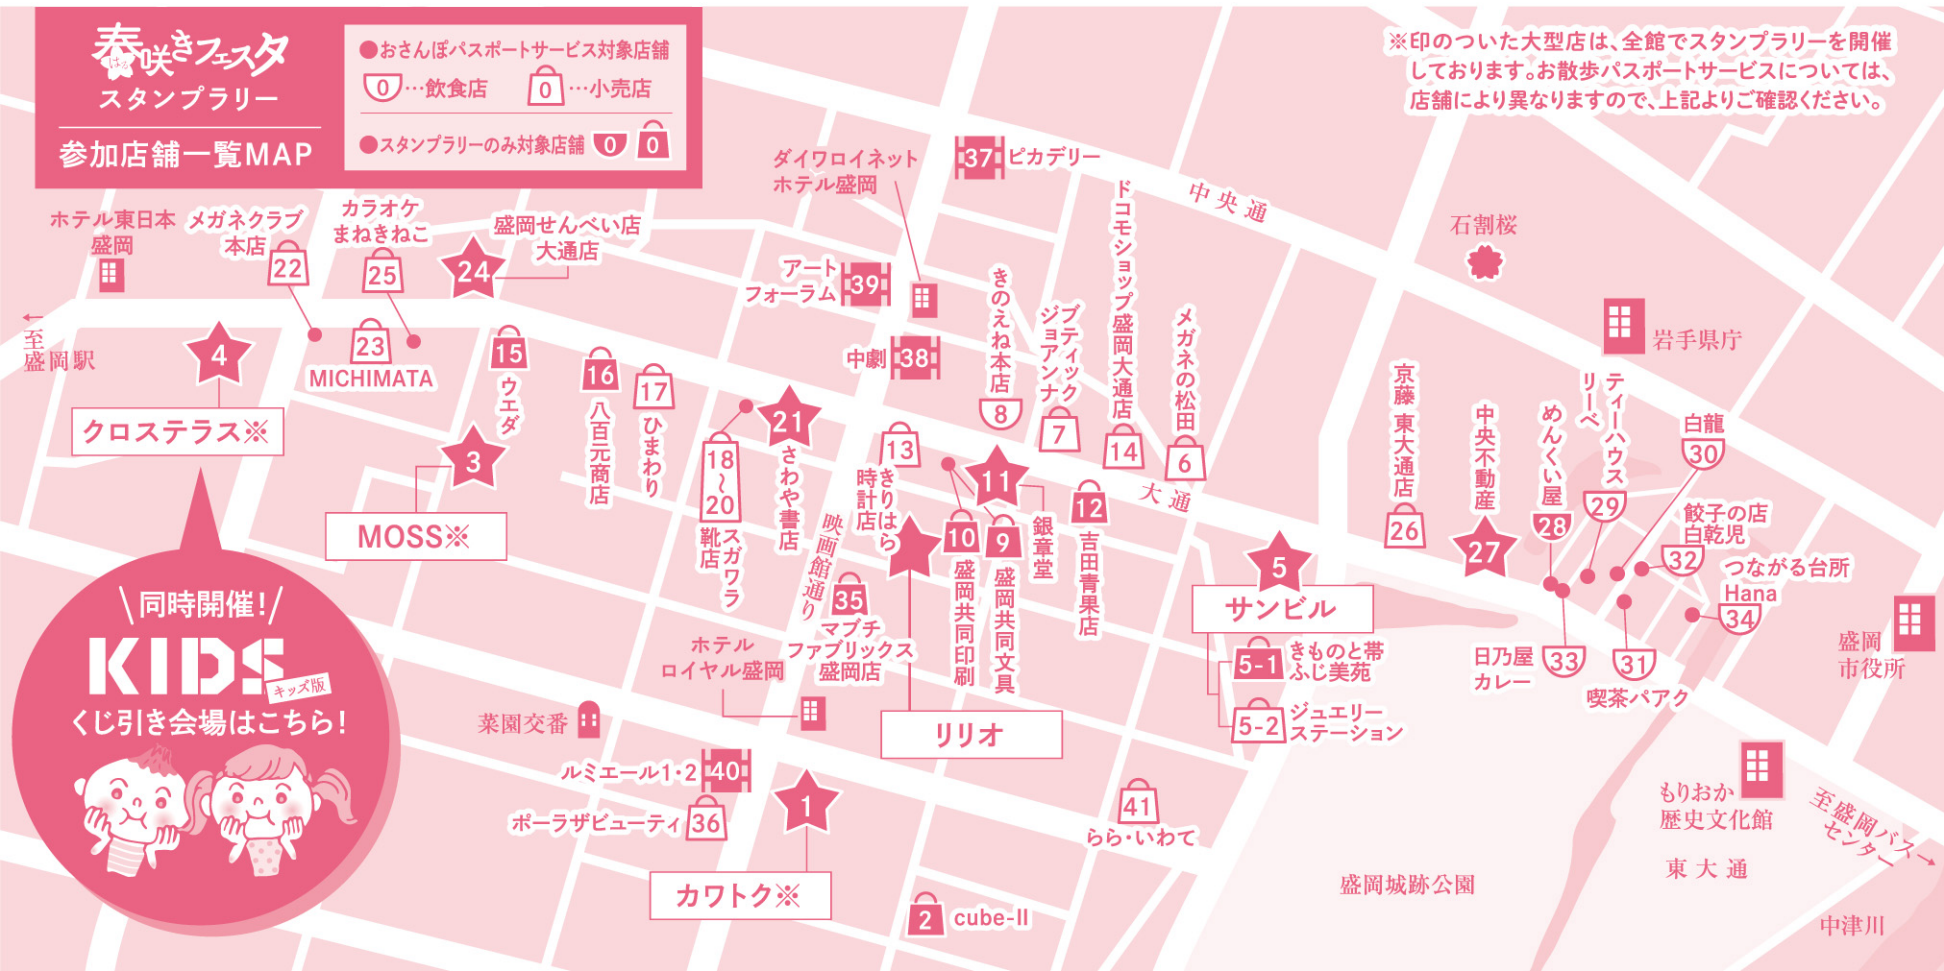 春咲きフェスタ
はる
スタンプラリー
参加店舗一覧MAP
●おさんぽパスポートサービス対象店舗
0…飲食店 0…小売店
●スタンプラリーのみ対象店舗 0 0
※印のついた大型店は、全館でスタンプラリーを開催
しております。お散歩パスポートサービスについては、
店舗により異なりますので、上記よりご確認ください。
ホテル東日本
盛岡
メガネクラブ
本店
22
カラオケ
まねきねこ
25
盛岡せんべい店
大通店
24
ダイワロイネット
ホテル盛岡
37
ピカデリー
中央通
石割桜
岩手県庁
アート
フォーラム
39
中劇
38
きのえね本店
8
ブティック
ジョアンナ
7
ドコモショップ盛岡大通店
14
メガネの松田
6
←
至
盛岡駅
4
クロステラス※
23
MICHIMATA
15
ウエダ
3
MOSS※
16
八百元商店
17
ひまわり
18
〜
20
スガワラ
靴店
21
さわや書店
映画館通り
13
きりはら
時計店
リリオ
10
盛岡共同印刷
9
盛岡共同文具
11
銀章堂
12
吉田青果店
大通
35
マブチ
ファブリックス
盛岡店
5
サンビル
5-1
きものと帯
ふじ美苑
5-2
ジュエリー
ステーション
京藤 東大通店
26
中央不動産
27
めんくい屋
28
ティーハウス
リーベ
29
白龍
30
餃子の店
白乾児
32
つながる台所
Hana
34
日乃屋
カレー
33
31
喫茶パアク
盛岡
市役所
同時開催!
KIDS
キッズ版
くじ引き会場はこちら!
ホテル
ロイヤル盛岡
菜園交番
ルミエール1・2
40
ポーラザビューティ
36
1
カワトク※
2
cube-II
41
らら・いわて
盛岡城跡公園
もりおか
歴史文化館
東大通
至盛岡バス→
センター
中津川